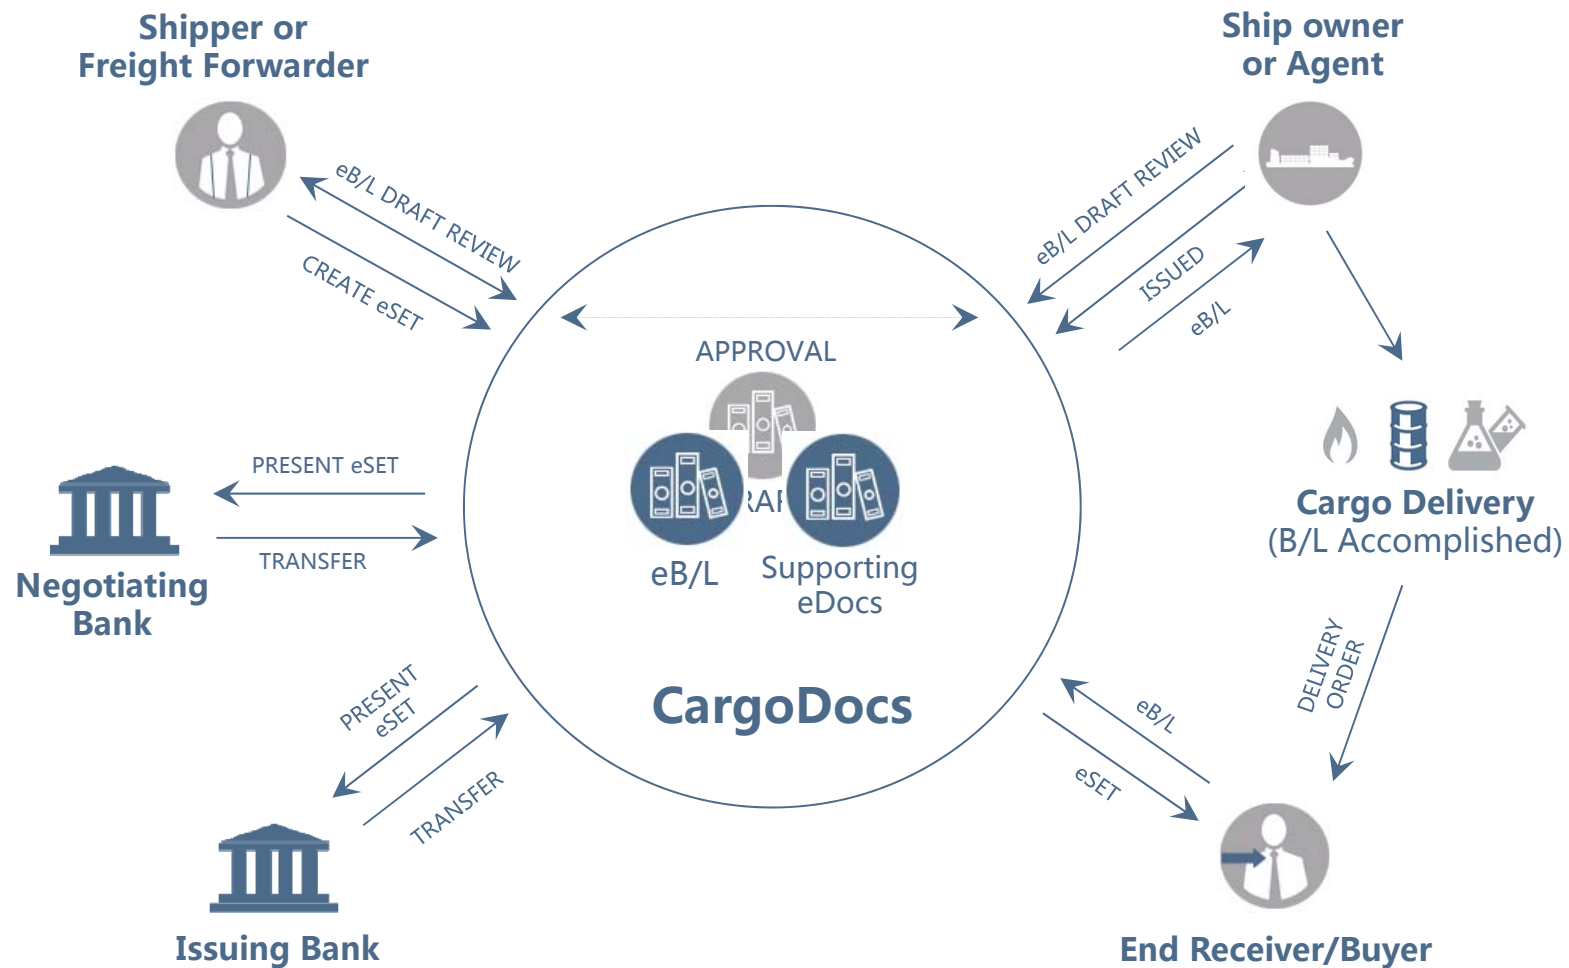 Shipper or
Freight Forwarder
Ship owner
or Agent
eB/L DRAFT REVIEW
CREATE eSET
eB/L DRAFT REVIEW
ISSUED
eB/L
APPROVAL
PRESENT eSET
TRANSFER
Negotiating
Bank
eB/L
Supporting
eDocs
Cargo Delivery
(B/L Accomplished)
CargoDocs
PRESENT
eSET
TRANSFER
eB/L
eSET
DELIVERY
ORDER
Issuing Bank
End Receiver/Buyer